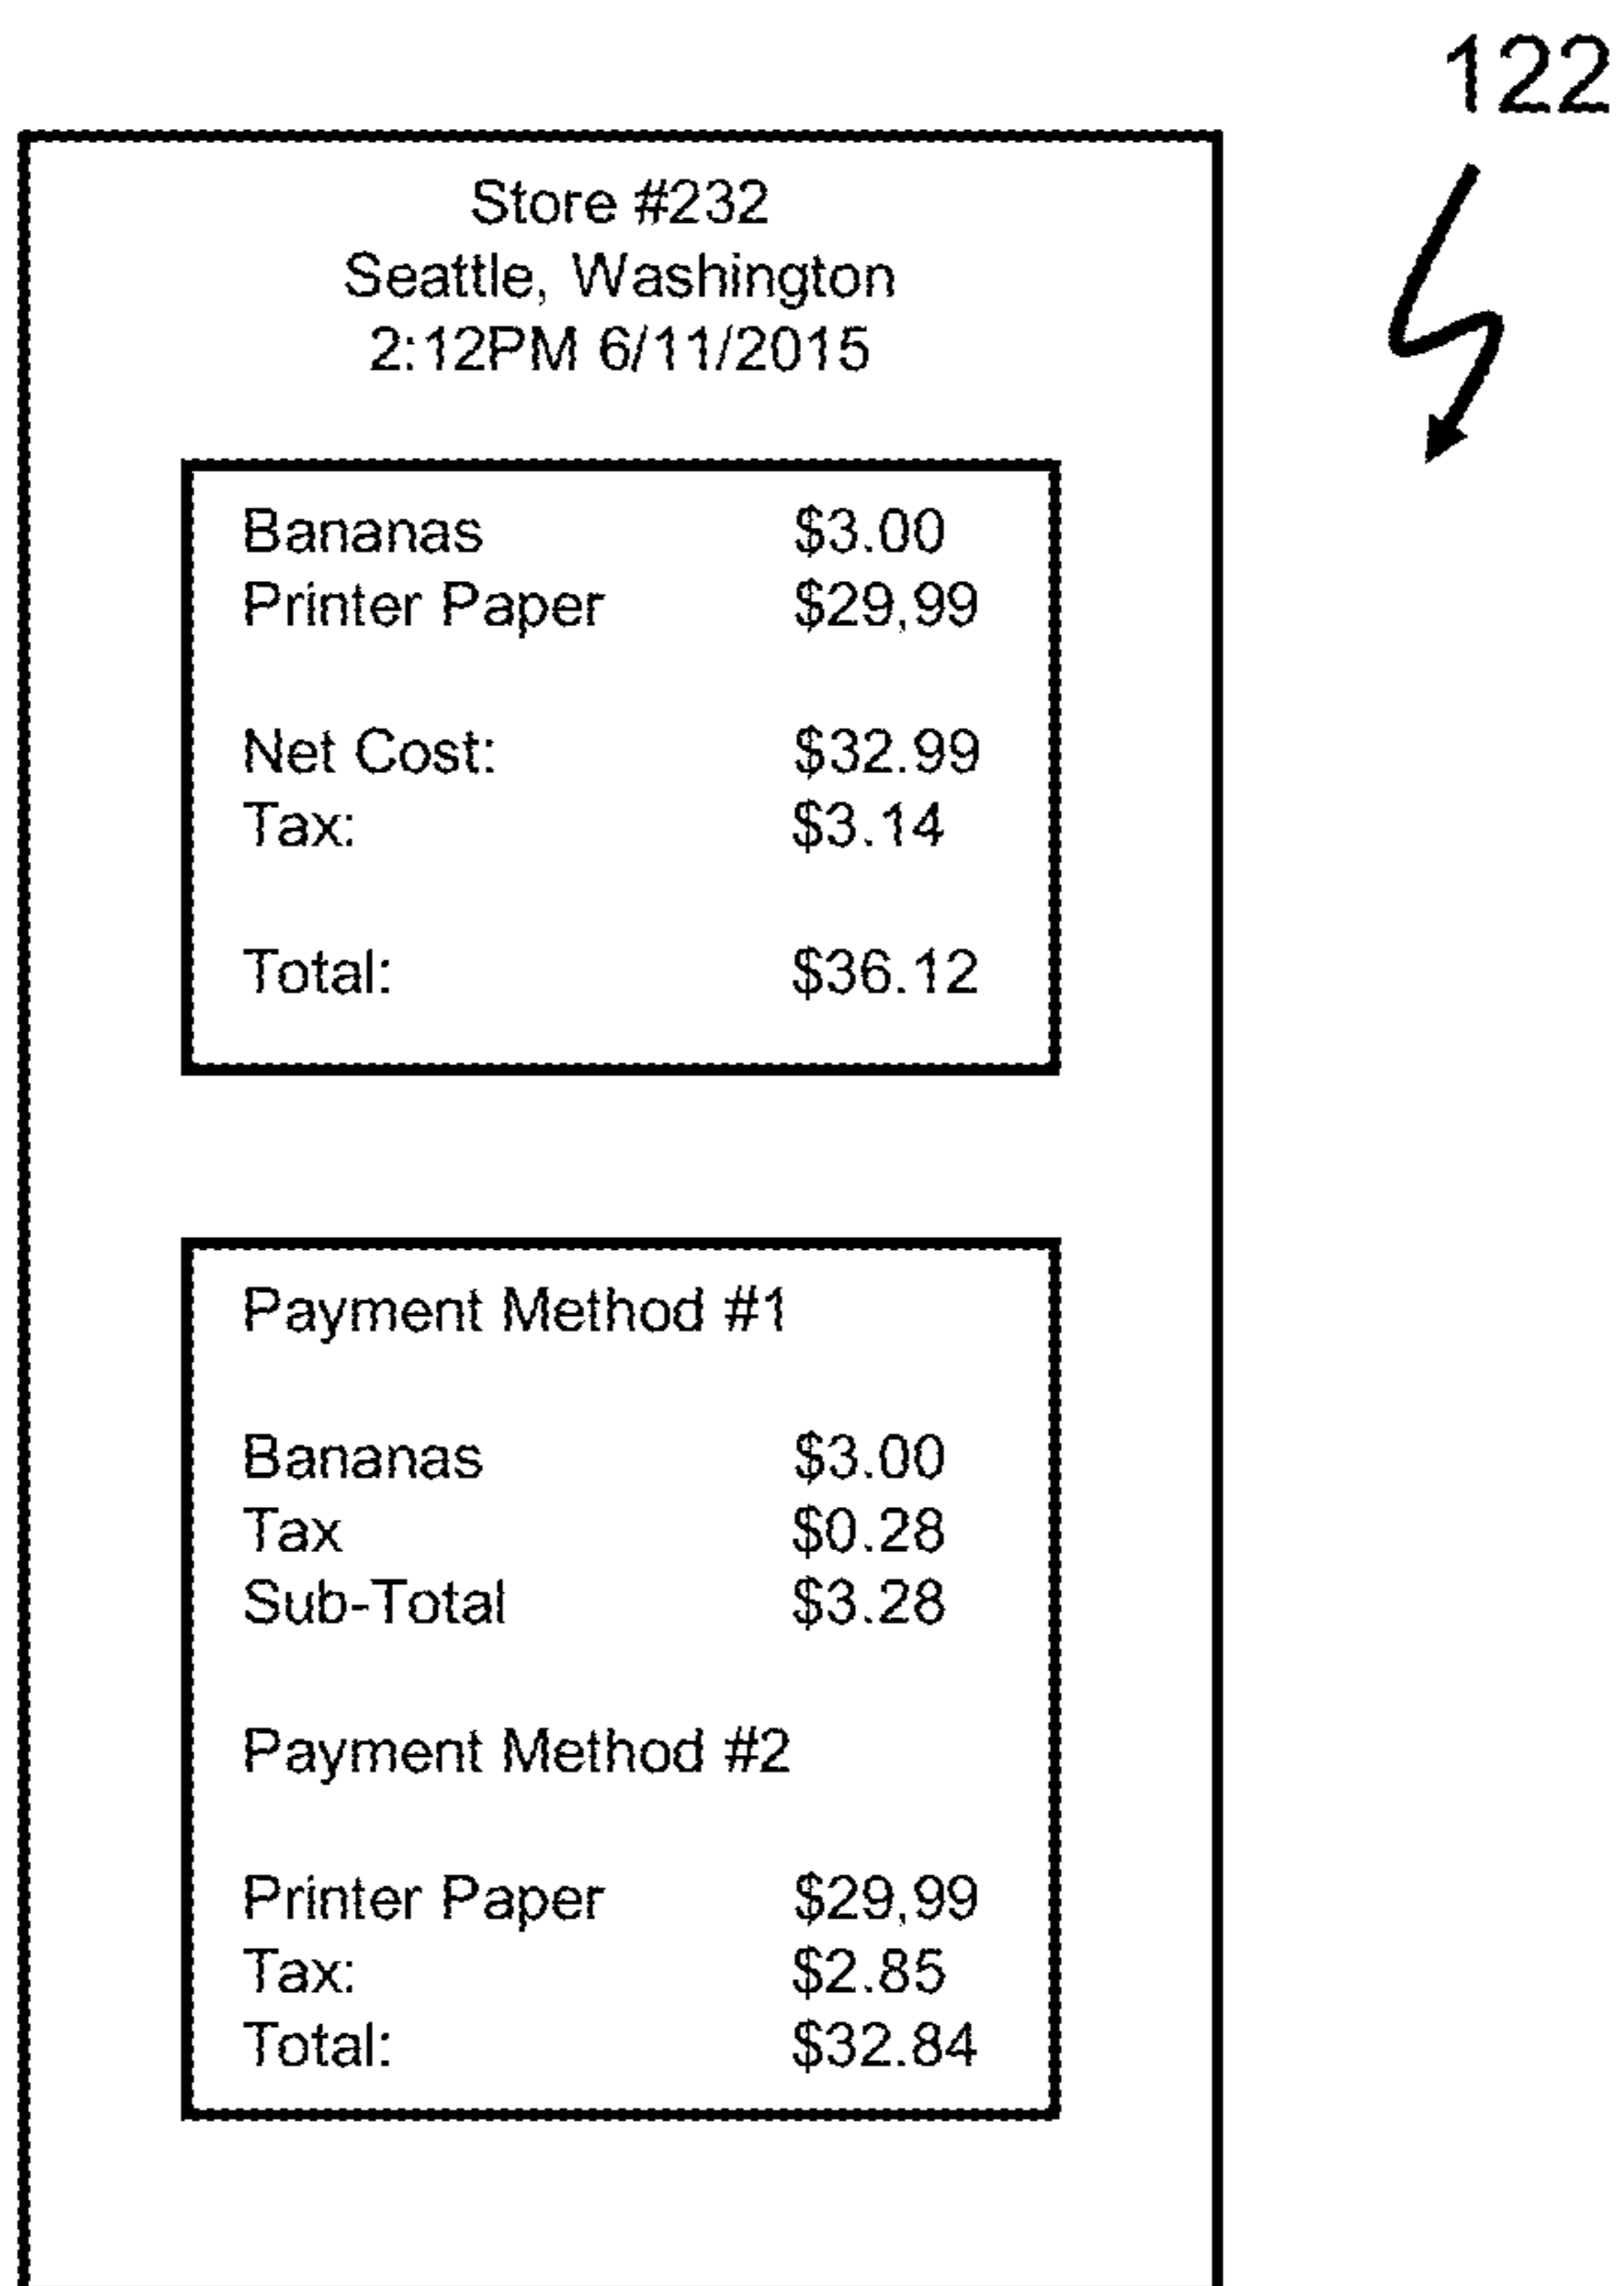 122
Store #232
Seattle, Washington
2:12PM 6/11/2015
Bananas $3.00
Printer Paper $29,99
Net Cost: $32.99
Tax: $3.14
Total: $36.12
Payment Method #1
Bananas $3.00
Tax $0.28
Sub-Total $3.28
Payment Method #2
Printer Paper $29,99
Tax: $2.85
Total: $32.84